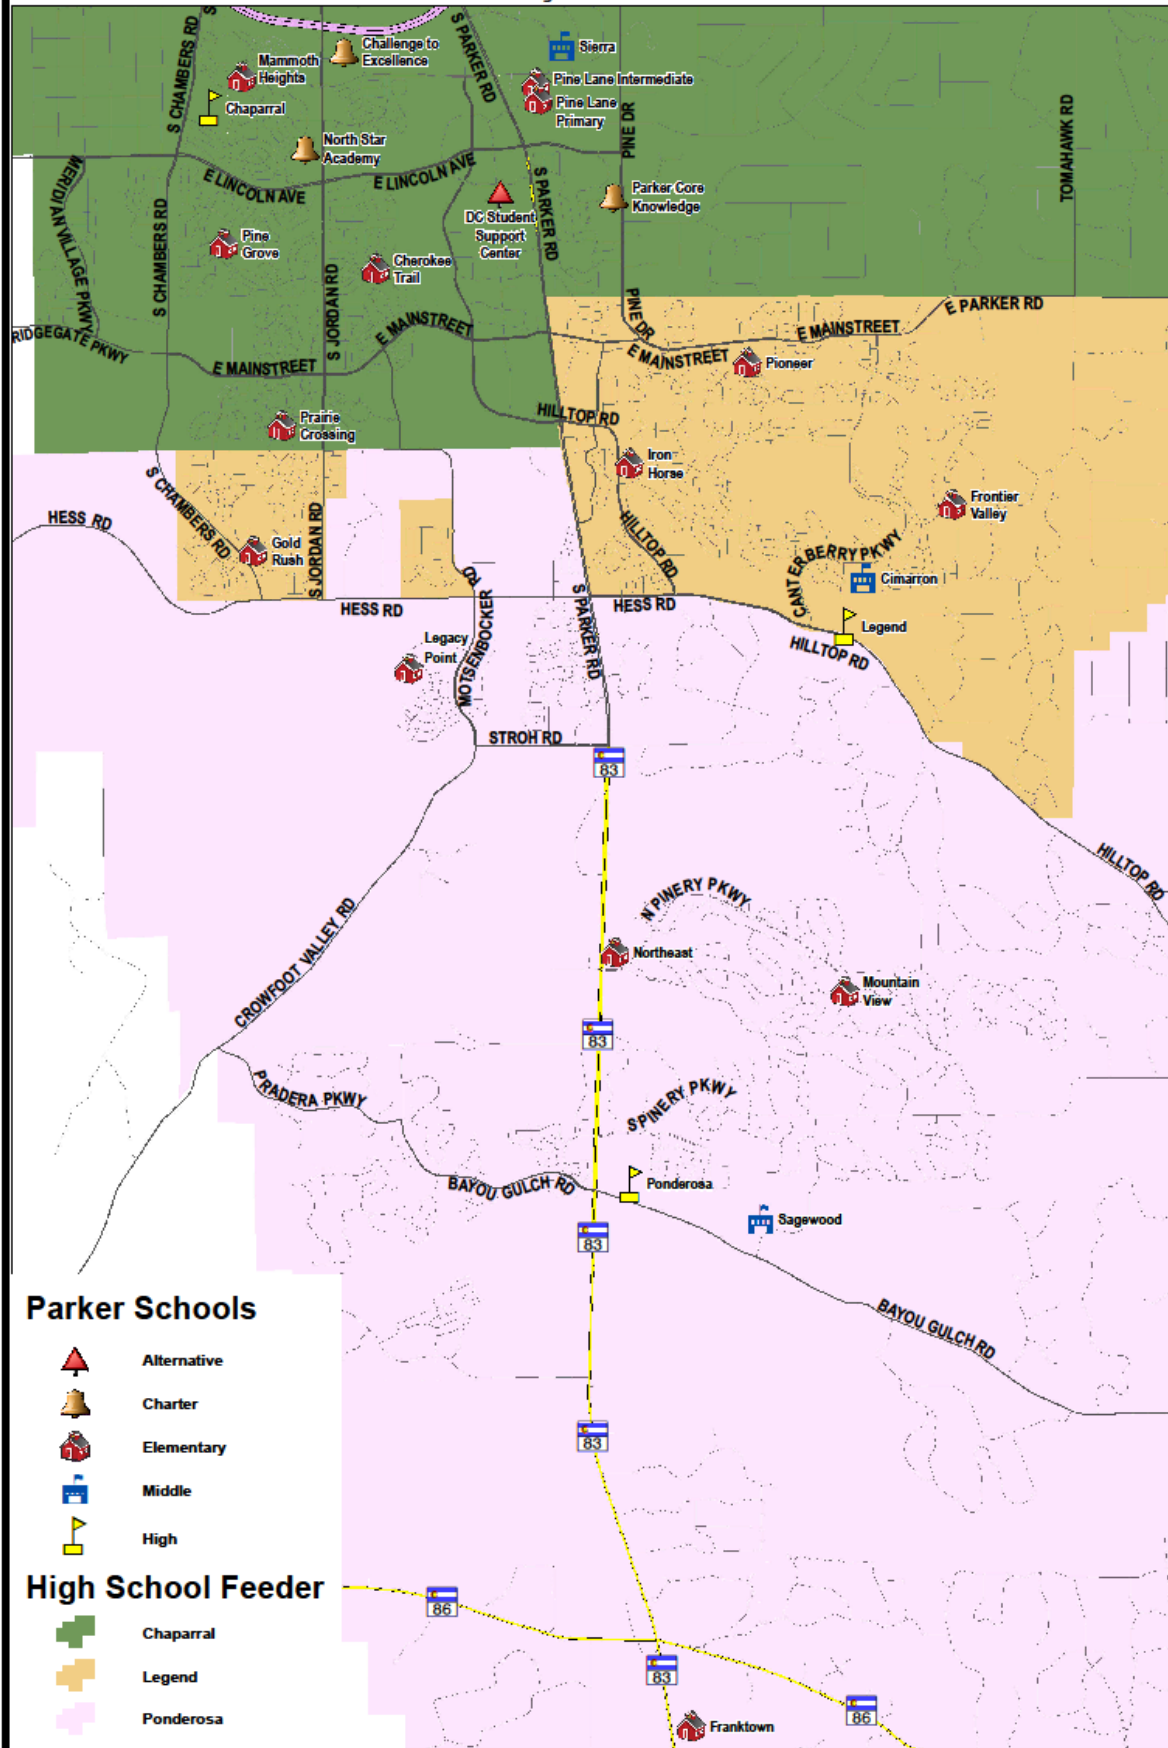 S CHAMBERS RD
S
S PARKER RD
Challenge to
Excellence
Sierra
Mammoth
Heights
Pine Lane Intermediate
Pine Lane
Primary
Chaparral
North Star
Academy
PINE DR
TOMAHAWK RD
E LINCOLN AVE
E LINCOLN AVE
MERIDIAN VILLAGE PKWY
S CHAMBERS RD
S PARKER RD
DC Student
Support
Center
Parker Core
Knowledge
Pine
Grove
Cherokee
Trail
S JORDAN RD
PINE DR
E PARKER RD
E MAINSTREET
E MAINSTREET
RIDGEGATE PKWY
E MAINSTREET
E MAINSTREET
Pioneer
Prairie
Crossing
HILLTOP RD
Iron
Horse
S CHAMBERS RD
Frontier
Valley
HESS RD
S JORDAN RD
Gold
Rush
HILLTOP RD
CANTERBERRY PKWY
Cimarron
HESS RD
RD
MOTSENBOCKER
S PARKER RD
HESS RD
Legend
HILLTOP RD
Legacy
Point
STROH RD
83
HILLTOP RD
N PINERY PKWY
CROWFOOT VALLEY RD
Northeast
Mountain
View
83
PRADERA PKWY
S PINERY PKWY
BAYOU GULCH RD
Ponderosa
Sagewood
83
BAYOU GULCH RD
83
Parker Schools
Alternative
Charter
Elementary
Middle
High
High School Feeder
Chaparral
Legend
Ponderosa
86
83
86
Franktown